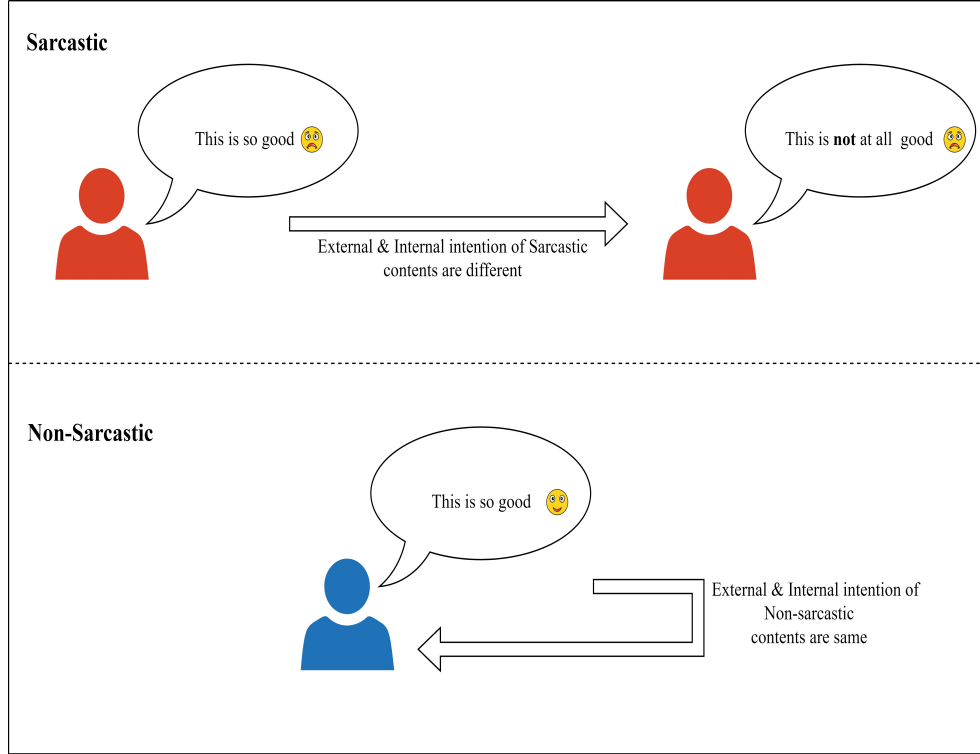 Sarcastic
This is so good
This is not at all good
External & Internal intention of Sarcastic
contents are different
Non-Sarcastic
This is so good
External & Internal intention of
Non-sarcastic
contents are same